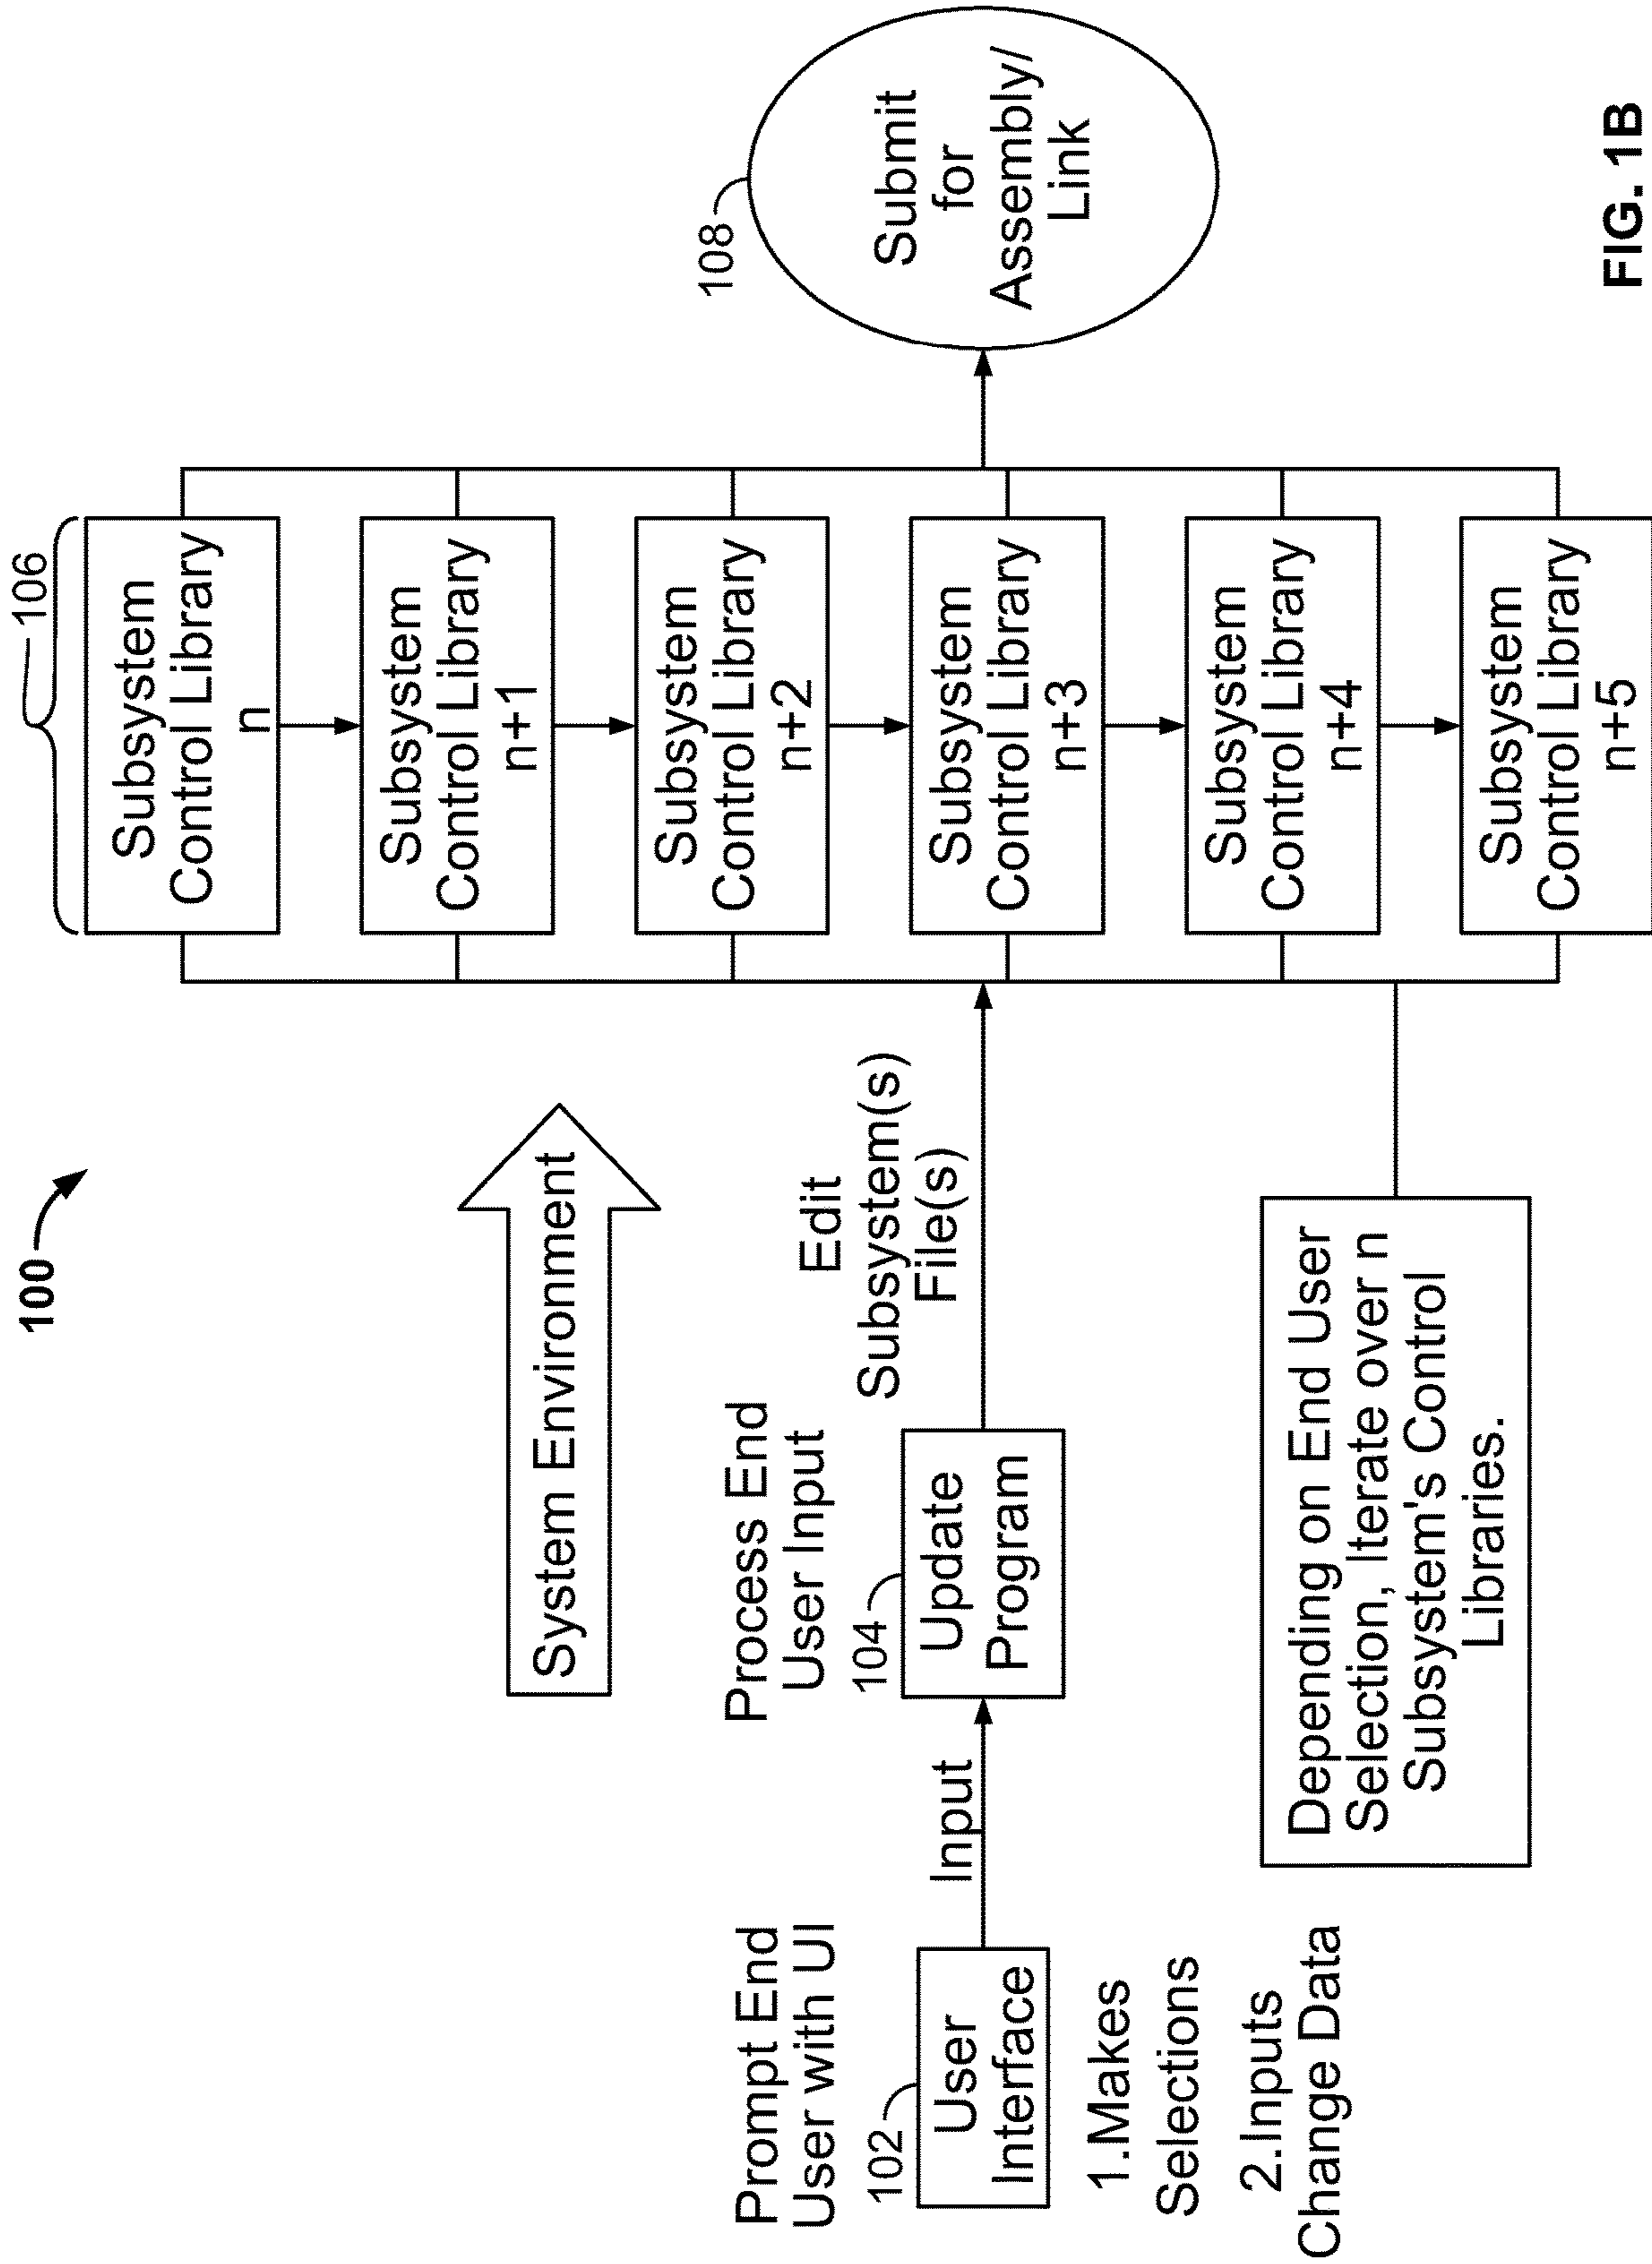 100
System Environment
Prompt End
User with UI
102
User
Interface
1.Makes
Selections
2.Inputs
Change Data
Input
Process End
User Input
104
Update
Program
Edit
Subsystem(s)
File(s)
Depending on End User
Selection, Iterate over n
Subsystem's Control
Libraries.
106
Subsystem
Control Library
n
Subsystem
Control Library
n+1
Subsystem
Control Library
n+2
Subsystem
Control Library
n+3
Subsystem
Control Library
n+4
Subsystem
Control Library
n+5
108
Submit
for
Assembly/
Link
FIG. 1B